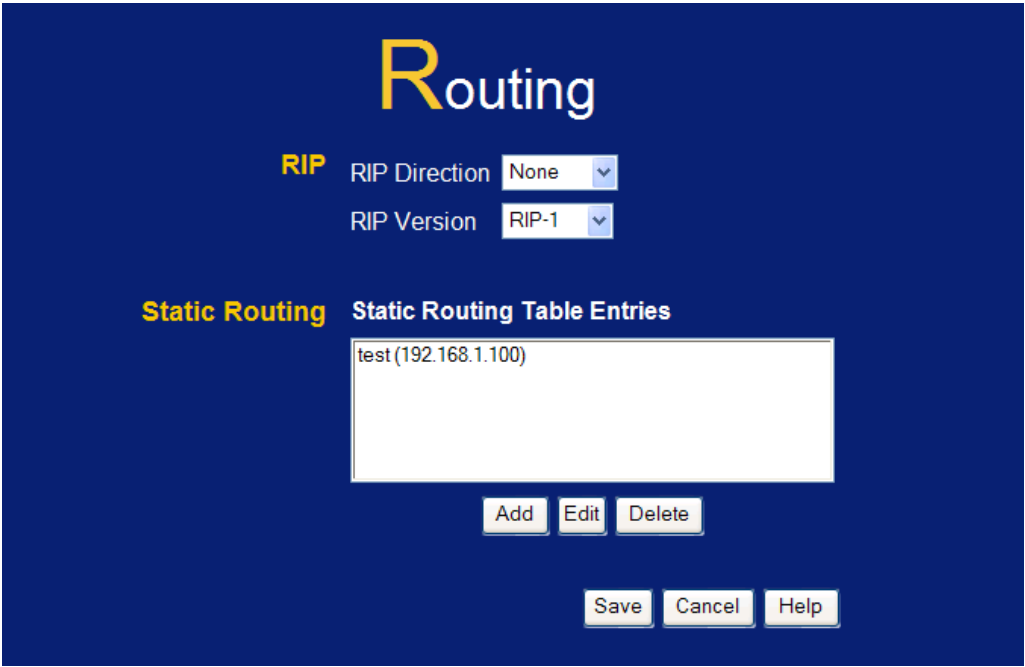 Routing
RIP RIP Direction None
RIP Version RIP-1
Static Routing Static Routing Table Entries
test (192.168.1.100)
Add Edit Delete
Save Cancel Help